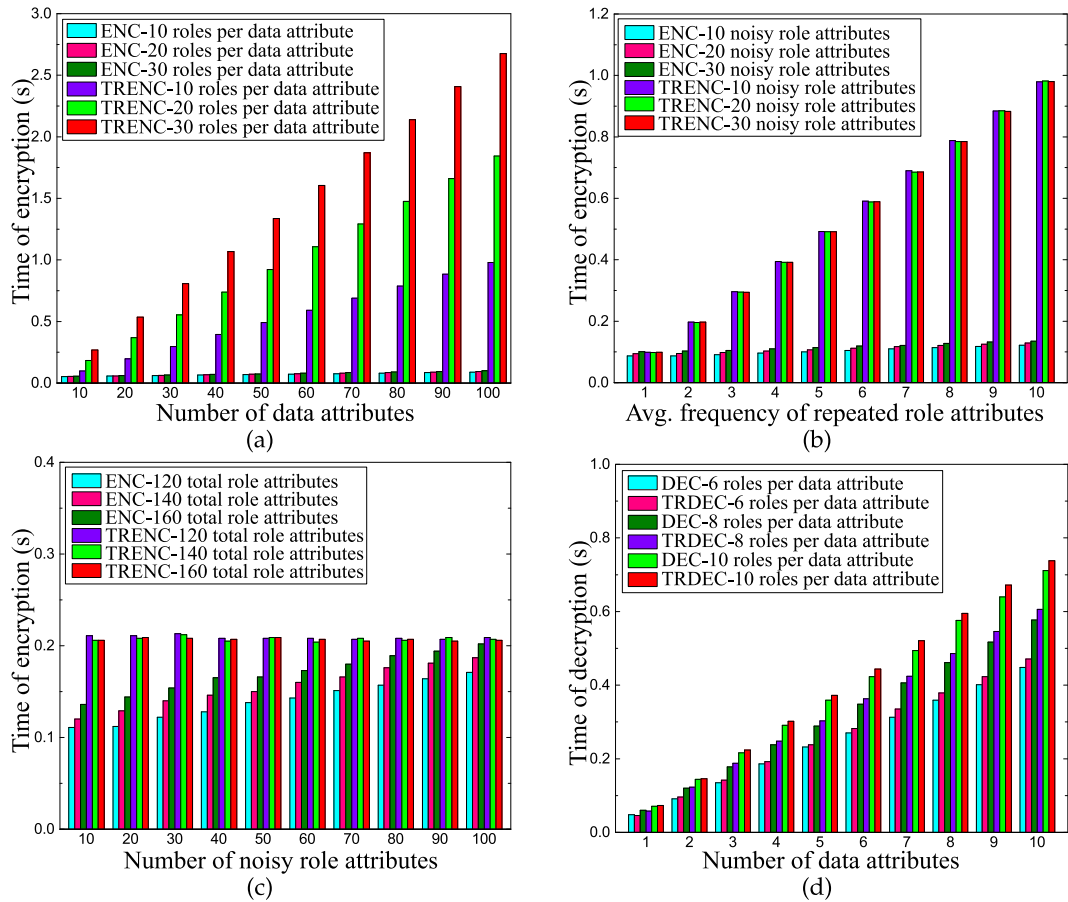 3.0
2.5
2.0
1.5
1.0
0.5
0.0
Time of encryption (s)
ENC-10 roles per data attribute
ENC-20 roles per data attribute
ENC-30 roles per data attribute
TRENC-10 roles per data attribute
TRENC-20 roles per data attribute
TRENC-30 roles per data attribute
10 20 30 40 50 60 70 80 90 100
Number of data attributes
(a)
1.2
1.0
0.8
0.6
0.4
0.2
0.0
Time of encryption (s)
ENC-10 noisy role attributes
ENC-20 noisy role attributes
ENC-30 noisy role attributes
TRENC-10 noisy role attributes
TRENC-20 noisy role attributes
TRENC-30 noisy role attributes
1 2 3 4 5 6 7 8 9 10
Avg. frequency of repeated role attributes
(b)
0.4
0.3
0.2
0.1
0.0
Time of encryption (s)
ENC-120 total role attributes
ENC-140 total role attributes
ENC-160 total role attributes
TRENC-120 total role attributes
TRENC-140 total role attributes
TRENC-160 total role attributes
10 20 30 40 50 60 70 80 90 100
Number of noisy role attributes
(c)
1.0
0.8
0.6
0.4
0.2
0.0
Time of decryption (s)
DEC-6 roles per data attribute
TRDEC-6 roles per data attribute
DEC-8 roles per data attribute
TRDEC-8 roles per data attribute
DEC-10 roles per data attribute
TRDEC-10 roles per data attribute
1 2 3 4 5 6 7 8 9 10
Number of data attributes
(d)